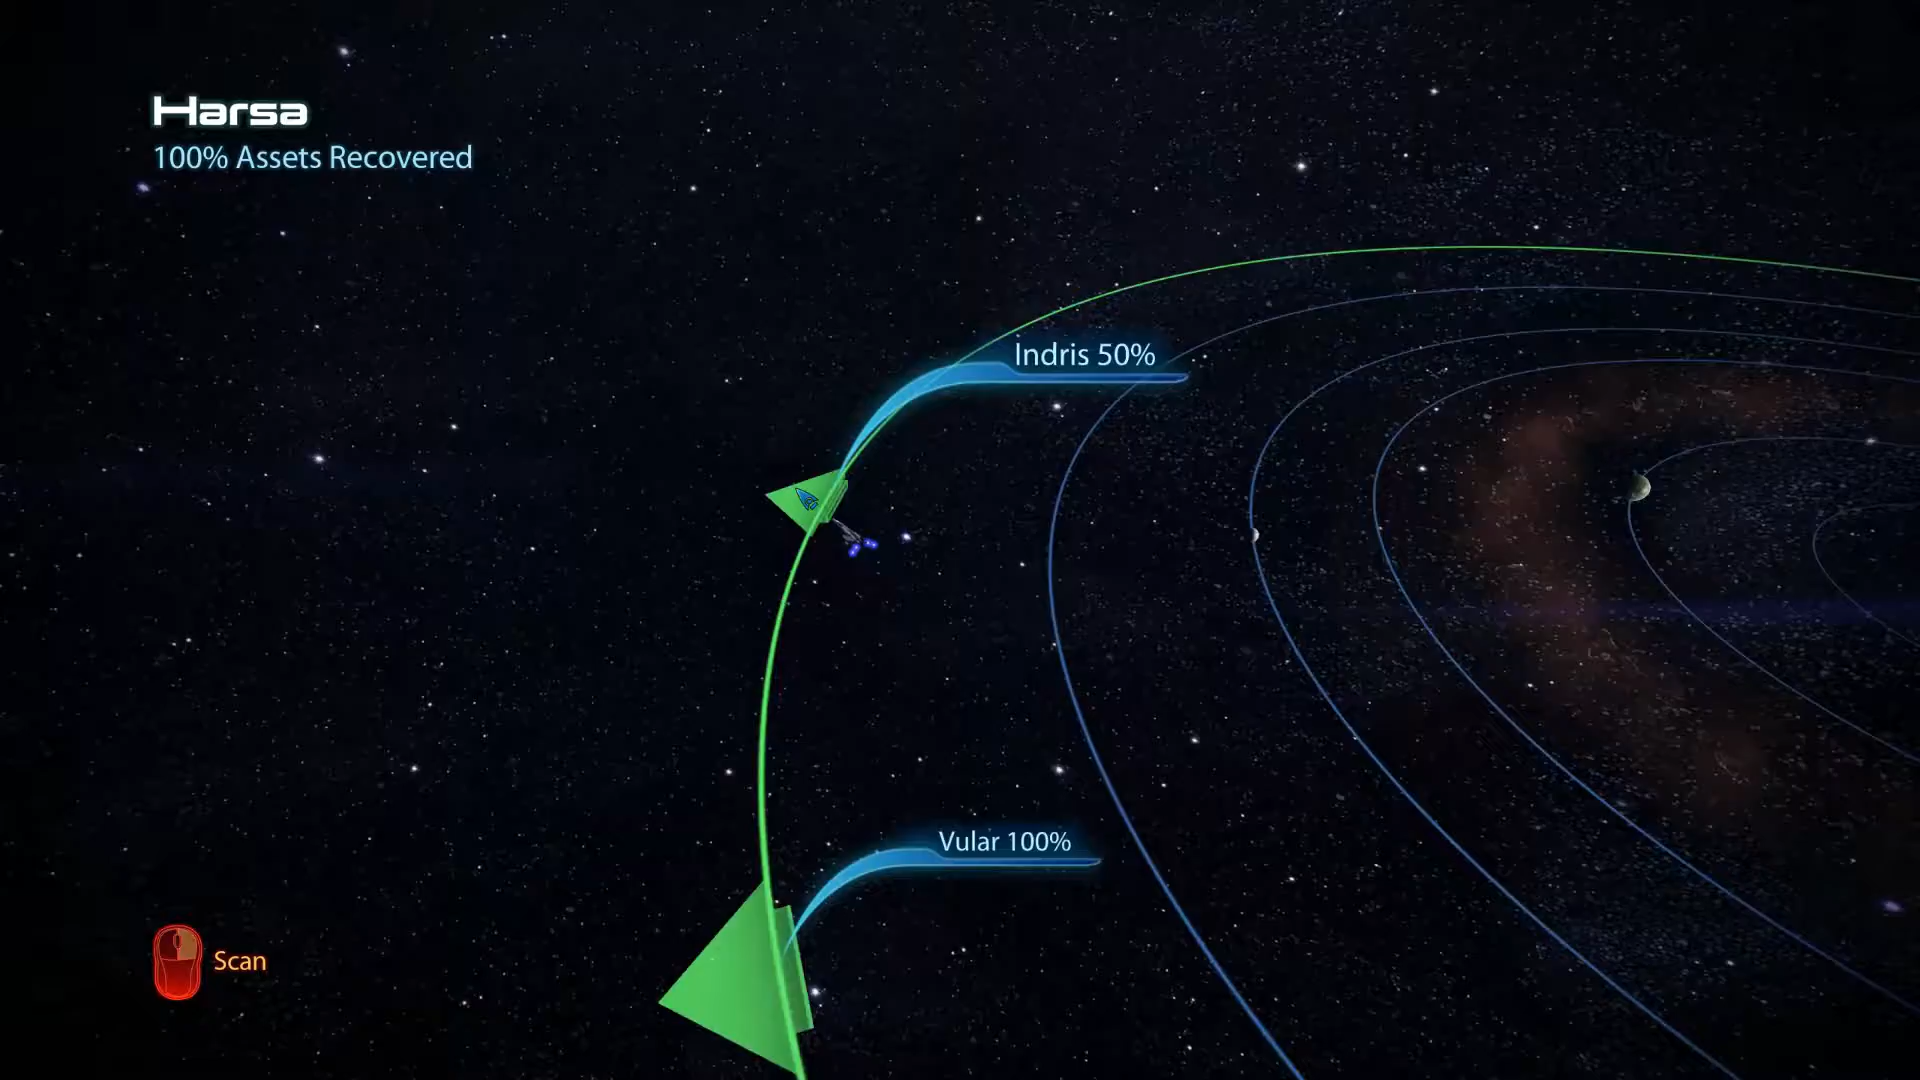 Harsa
100% Assets Recovered
Indris 50%
Vular 100%
Scan